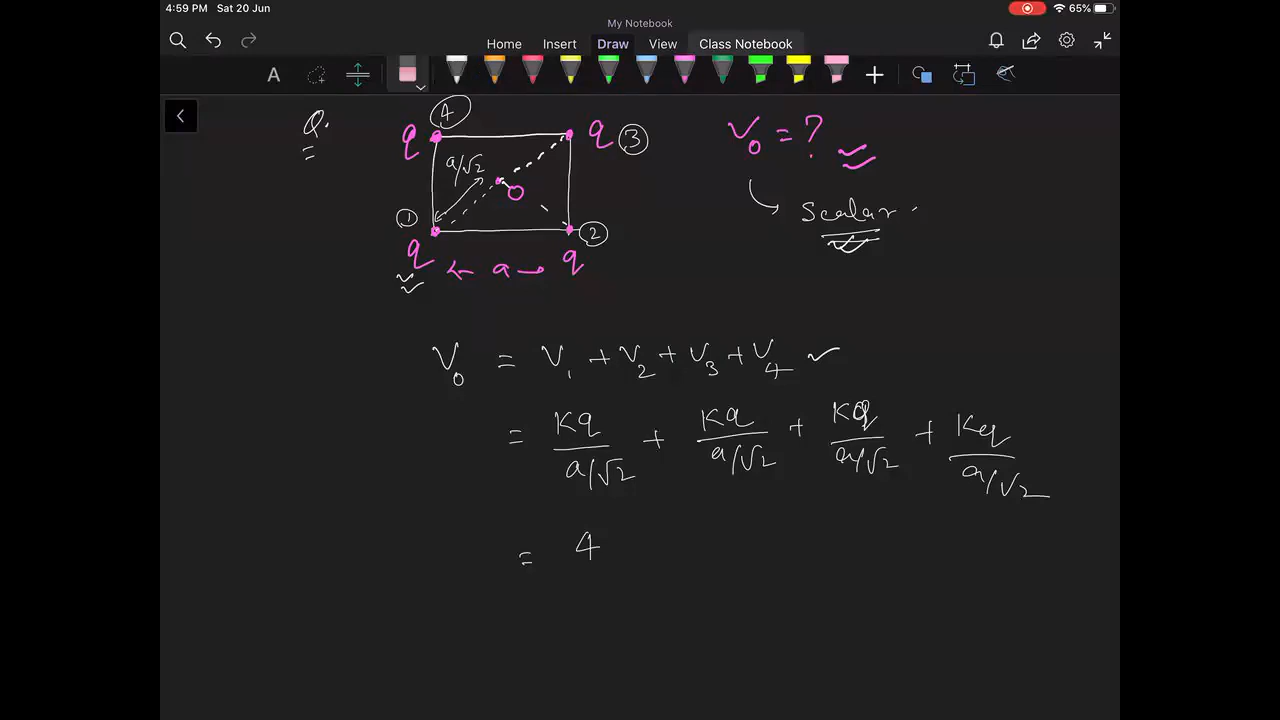 4:59 PM Sat 20 Jun
65%
My Notebook
Home Insert Draw View Class Notebook
A
Q.
④
q
q ③
V₀ = ?
a/√2
O
Scalar
①
②
q
← a →
q
V₀ = V₁ + V₂ + V₃ + V₄ ✓
= Kq/(a/√2) + Kq/(a/√2) + Kq/(a/√2) + Kq/(a/√2)
= 4